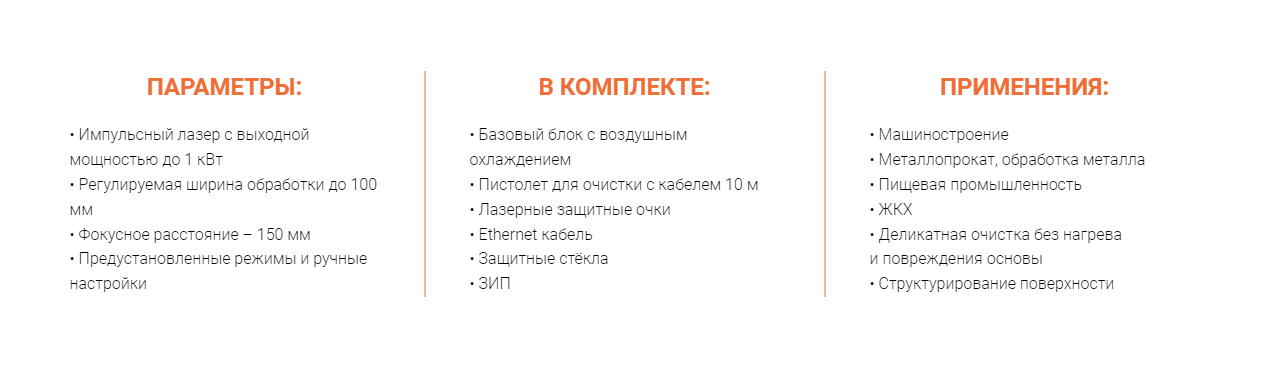 ПАРАМЕТРЫ:
• Импульсный лазер с выходной
мощностью до 1 кВт
• Регулируемая ширина обработки до 100
мм
• Фокусное расстояние – 150 мм
• Предустановленные режимы и ручные
настройки
В КОМПЛЕКТЕ:
• Базовый блок с воздушным
охлаждением
• Пистолет для очистки с кабелем 10 м
• Лазерные защитные очки
• Ethernet кабель
• Защитные стёкла
• ЗИП
ПРИМЕНЕНИЯ:
• Машиностроение
• Металлопрокат, обработка металла
• Пищевая промышленность
• ЖКХ
• Деликатная очистка без нагрева
и повреждения основы
• Структурирование поверхности